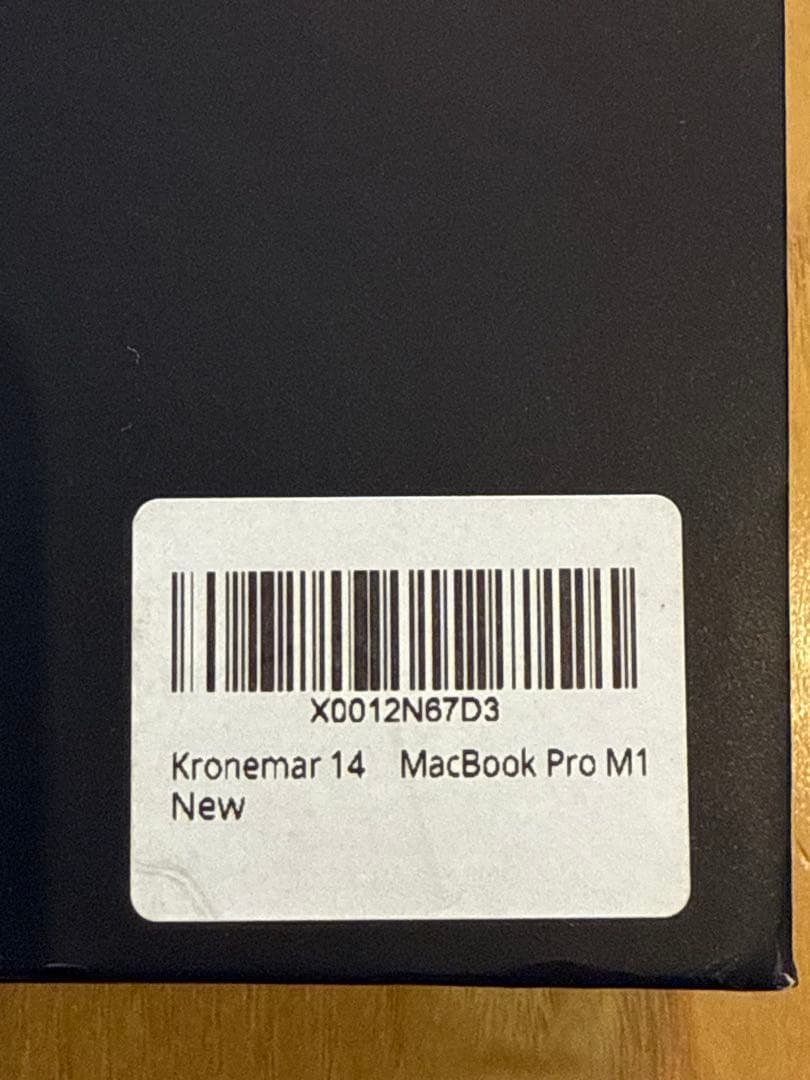 X0012N67D3
Kronemar 14 MacBook Pro M1
New